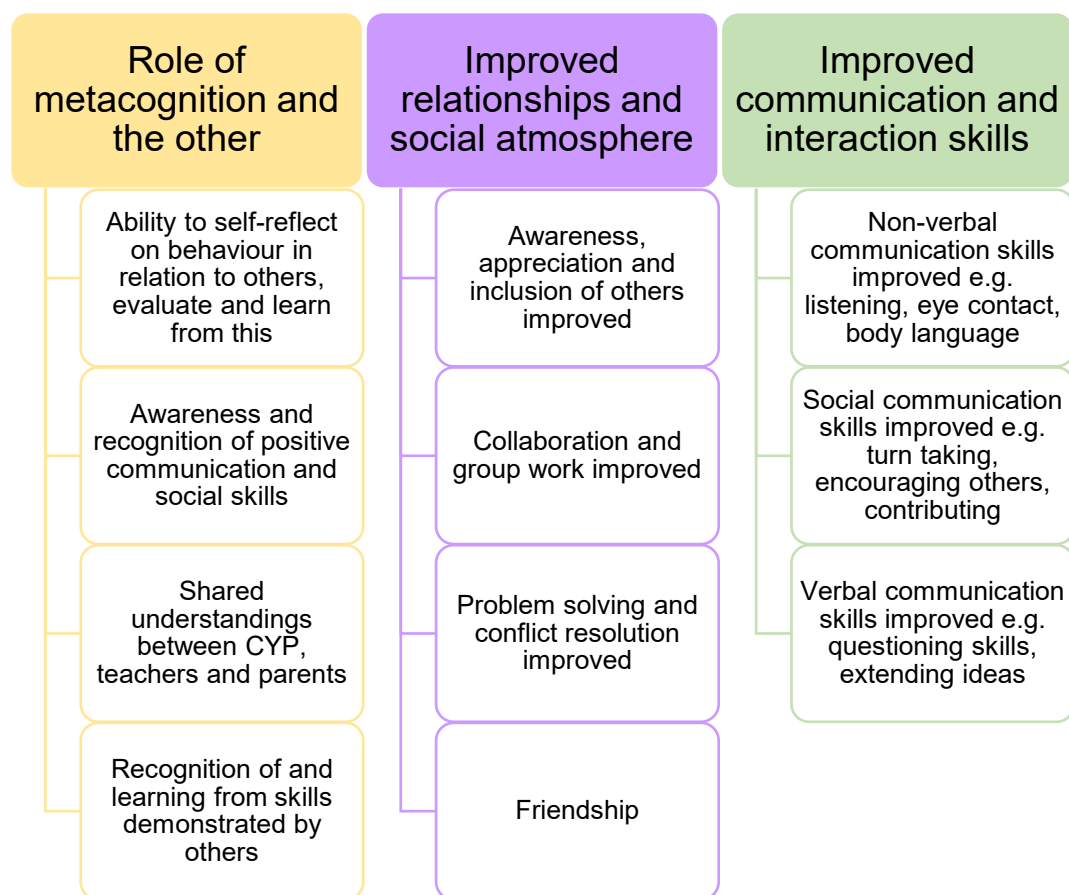 Role of
metacognition and
the other
Ability to self-reflect
on behaviour in
relation to others,
evaluate and learn
from this
Awareness and
recognition of positive
communication and
social skills
Shared
understandings
between CYP,
teachers and parents
Recognition of and
learning from skills
demonstrated by
others
Improved
relationships and
social atmosphere
Awareness,
appreciation and
inclusion of others
improved
Collaboration and
group work improved
Problem solving and
conflict resolution
improved
Friendship
Improved
communication and
interaction skills
Non-verbal
communication skills
improved e.g.
listening, eye contact,
body language
Social communication
skills improved e.g.
turn taking,
encouraging others,
contributing
Verbal communication
skills improved e.g.
questioning skills,
extending ideas